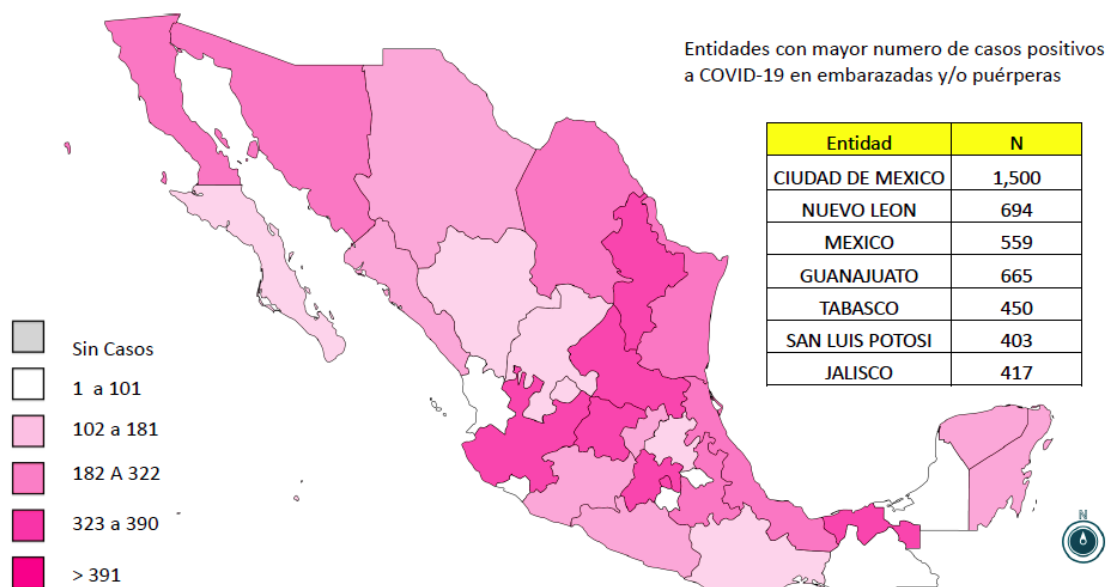 Entidades con mayor numero de casos positivos
a COVID-19 en embarazadas y/o puérperas
Entidad N
CIUDAD DE MEXICO 1,500
NUEVO LEON 694
MEXICO 559
GUANAJUATO 665
TABASCO 450
SAN LUIS POTOSI 403
JALISCO 417
Sin Casos
1 a 101
102 a 181
182 A 322
323 a 390
> 391
N